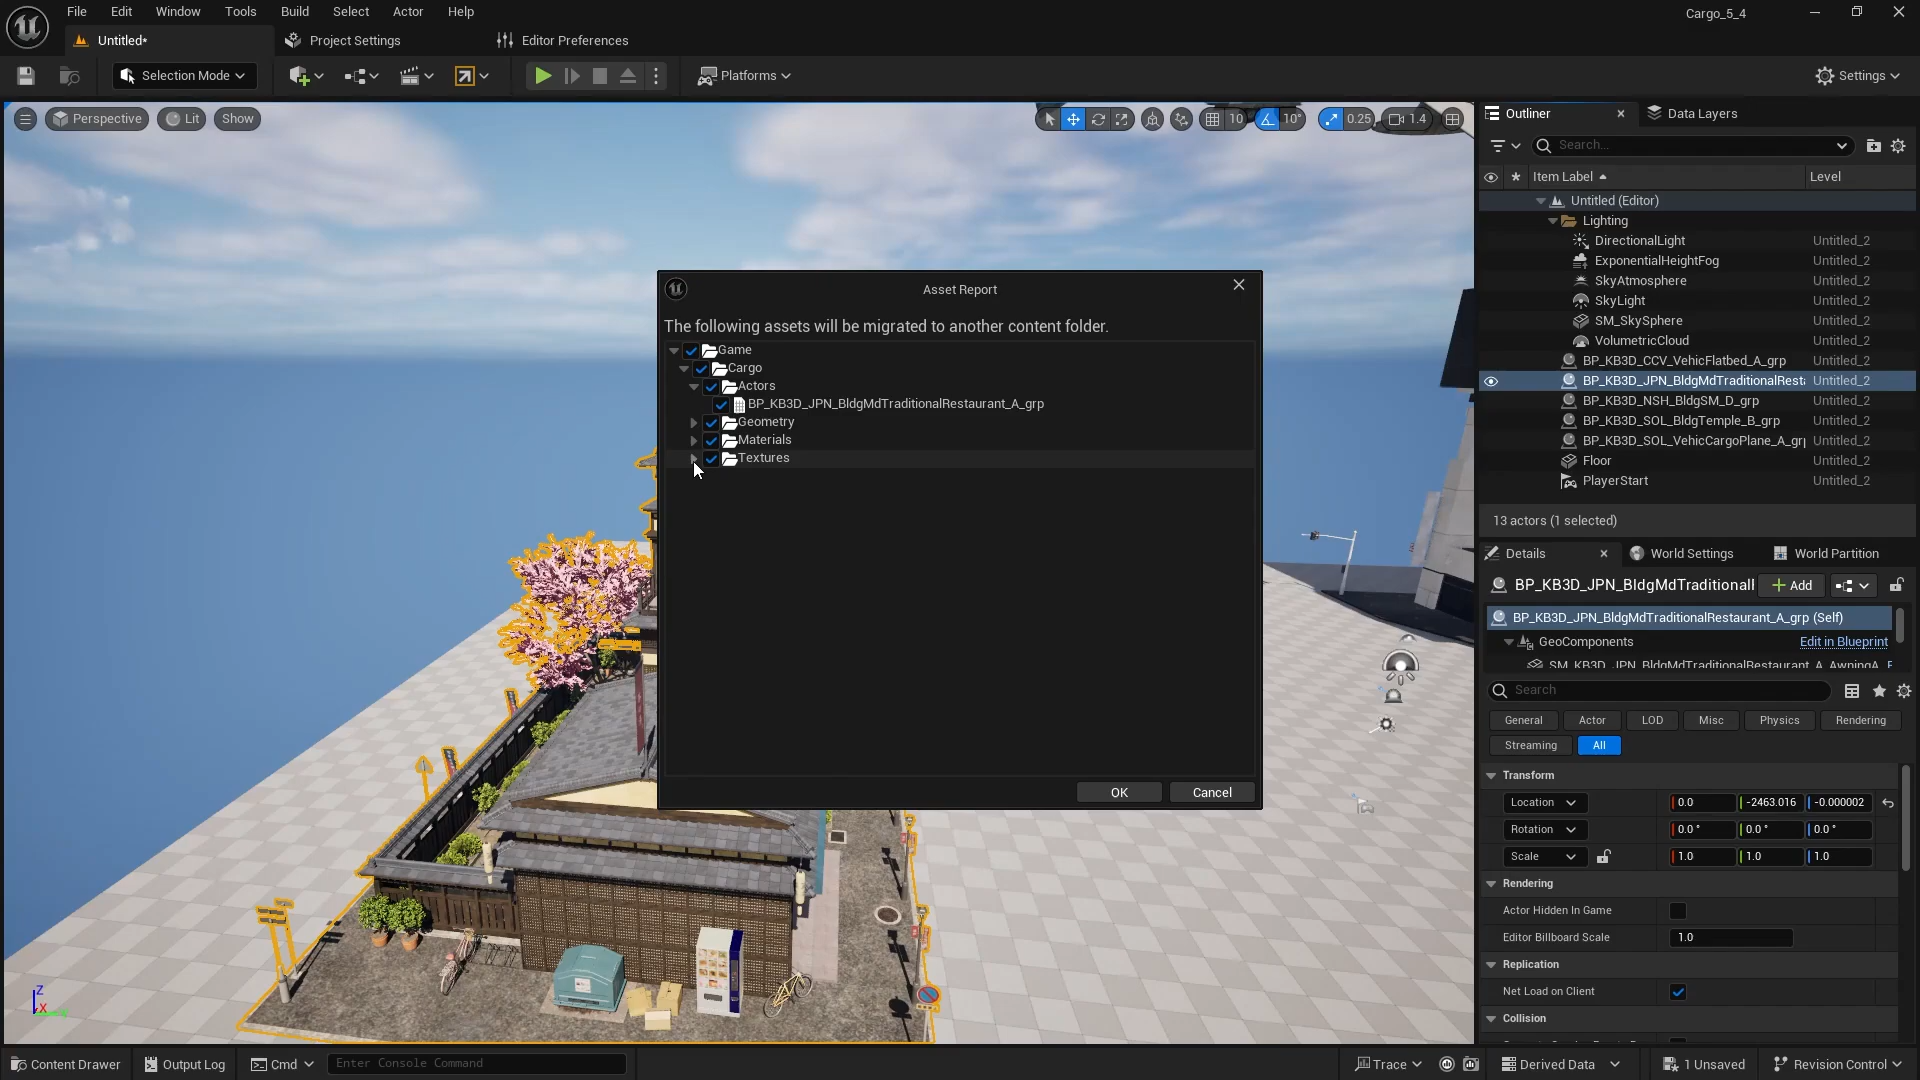 File Edit Window Tools Build Select Actor Help
Cargo_5_4
Untitled*
Project Settings
Editor Preferences
Selection Mode
Platforms
Settings
Perspective
Lit
Show
10
10°
0.25
1.4
Outliner
Data Layers
Search...
Item Label
Level
Untitled (Editor)
Lighting
DirectionalLight Untitled_2
ExponentialHeightFog Untitled_2
SkyAtmosphere Untitled_2
SkyLight Untitled_2
SM_SkySphere Untitled_2
VolumetricCloud Untitled_2
BP_KB3D_CCV_VehicFlatbed_A_grp Untitled_2
BP_KB3D_JPN_BldgMdTraditionalResta Untitled_2
BP_KB3D_NSH_BldgSM_D_grp Untitled_2
BP_KB3D_SOL_BldgTemple_B_grp Untitled_2
BP_KB3D_SOL_VehicCargoPlane_A_grp Untitled_2
Floor Untitled_2
PlayerStart Untitled_2
13 actors (1 selected)
Asset Report
The following assets will be migrated to another content folder.
Game
Cargo
Actors
BP_KB3D_JPN_BldgMdTraditionalRestaurant_A_grp
Geometry
Materials
Textures
OK
Cancel
Details
World Settings
World Partition
BP_KB3D_JPN_BldgMdTraditionall
Add
BP_KB3D_JPN_BldgMdTraditionalRestaurant_A_grp (Self)
GeoComponents
Edit in Blueprint
SM_KB3D_JPN_BldgMdTraditionalRestaurant_A_AwningA
Search
General Actor LOD Misc Physics Rendering
Streaming All
Transform
Location 0.0 -2463.016 -0.000002
Rotation 0.0 ° 0.0 ° 0.0 °
Scale 1.0 1.0 1.0
Rendering
Actor Hidden In Game
Editor Billboard Scale 1.0
Replication
Net Load on Client
Collision
Z
X
Content Drawer
Output Log
Cmd
Enter Console Command
Trace
Derived Data
1 Unsaved
Revision Control